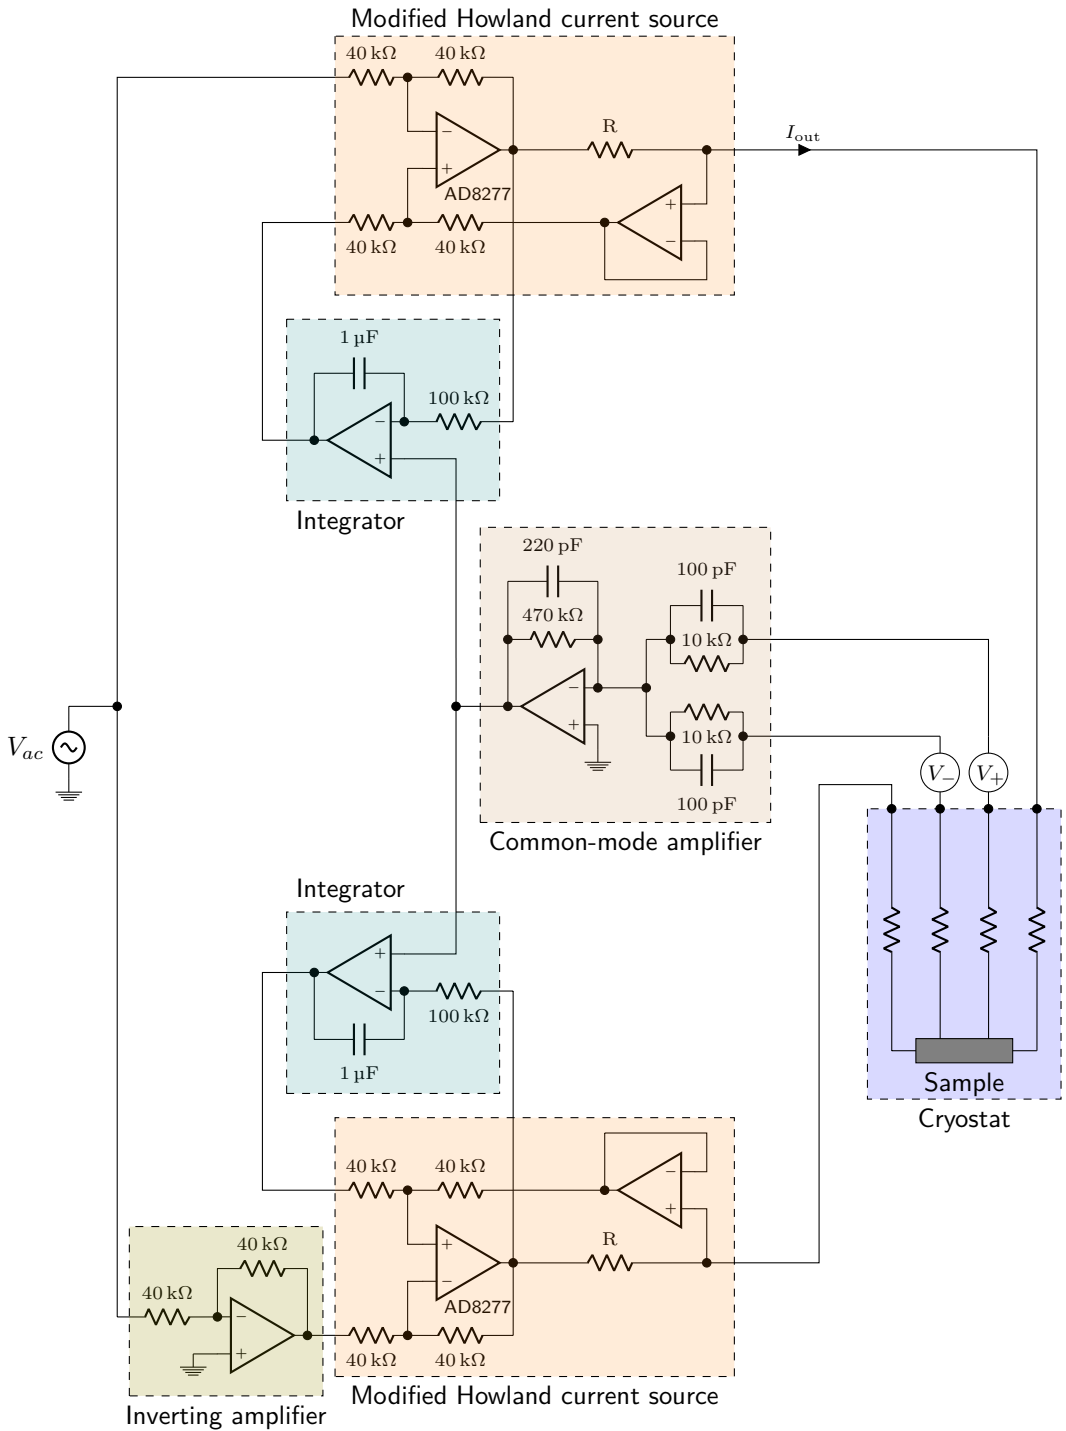 Modified Howland current source
40 kΩ
40 kΩ
−
+
AD8277
40 kΩ
40 kΩ
R
+
−
I_out
1 µF
100 kΩ
−
+
Integrator
220 pF
470 kΩ
−
+
100 pF
10 kΩ
10 kΩ
100 pF
Common-mode amplifier
V_ac
V_−
V_+
Sample
Cryostat
Integrator
+
−
100 kΩ
1 µF
40 kΩ
40 kΩ
+
−
AD8277
−
+
R
40 kΩ
40 kΩ
Modified Howland current source
40 kΩ
40 kΩ
−
+
Inverting amplifier